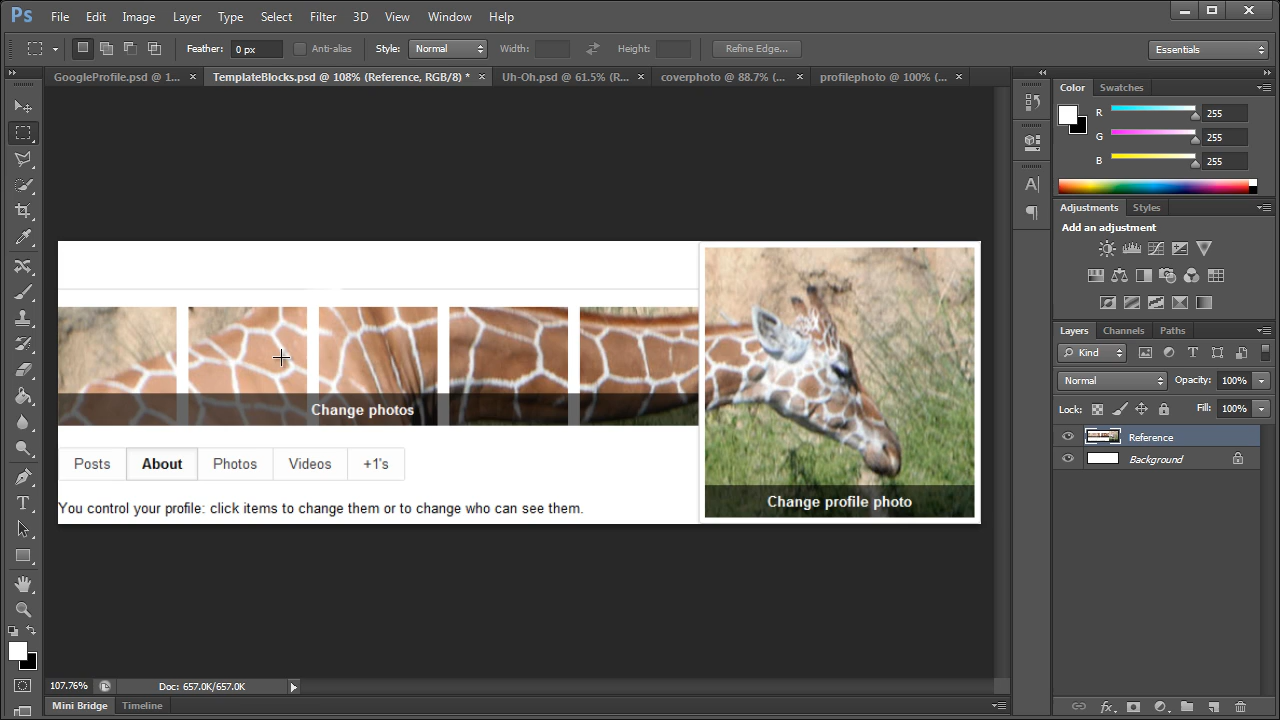 Ps File Edit Image Layer Type Select Filter 3D View Window Help
Feather: 0 px Anti-alias Style: Normal Width: Height: Refine Edge... Essentials
GoogleProfile.psd @ 1... × TemplateBlocks.psd @ 108% (Reference, RGB/8) * × Uh-Oh.psd @ 61.5% (R... × coverphoto @ 88.7% (... × profilephoto @ 100% (... ×
Color Swatches
R 255
G 255
B 255
Adjustments Styles
Add an adjustment
Layers Channels Paths
Kind
Normal Opacity: 100%
Lock: Fill: 100%
Reference
Background
Change photos
Posts About Photos Videos +1's
You control your profile: click items to change them or to change who can see them.
Change profile photo
107.76% Doc: 657.0K/657.0K
Mini Bridge Timeline